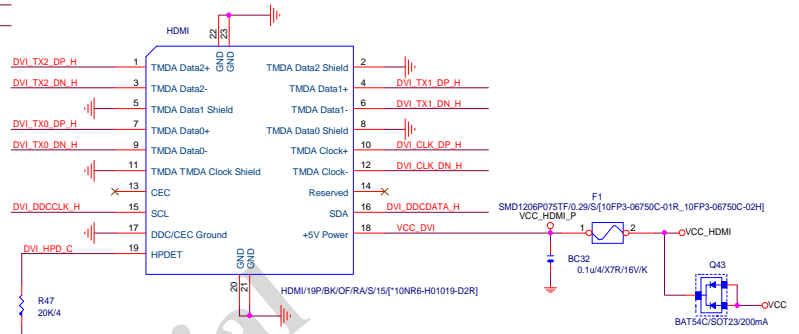 HDMI
22
23
GND
GND
DVI_TX2_DP_H
1
TMDA Data2+
TMDA Data2 Shield
2
DVI_TX2_DN_H
3
TMDA Data2-
TMDA Data1+
4
DVI_TX1_DP_H
5
TMDA Data1 Shield
TMDA Data1-
6
DVI_TX1_DN_H
DVI_TX0_DP_H
7
TMDA Data0+
TMDA Data0 Shield
8
DVI_TX0_DN_H
9
TMDA Data0-
TMDA Clock+
10
DVI_CLK_DP_H
11
TMDA TMDA Clock Shield
TMDA Clock-
12
DVI_CLK_DN_H
13
CEC
Reserved
14
F1
SMD1206P075TF/0.29/S/[10FP3-06750C-01R_10FP3-06750C-02H]
DVI_DDCCLK_H
15
SCL
SDA
16
DVI_DDCDATA_H
VCC_HDMI_P
17
DDC/CEC Ground
+5V Power
18
VCC_DVI
1
2
VCC_HDMI
DVI_HPD_C
19
HPDET
GND
GND
20
21
BC32
0.1u/4/X7R/16V/K
Q43
HDMI/19P/BK/OF/RA/S/15/[*10NR6-H01019-D2R]
R47
20K/4
VCC
BAT54C/SOT23/200mA